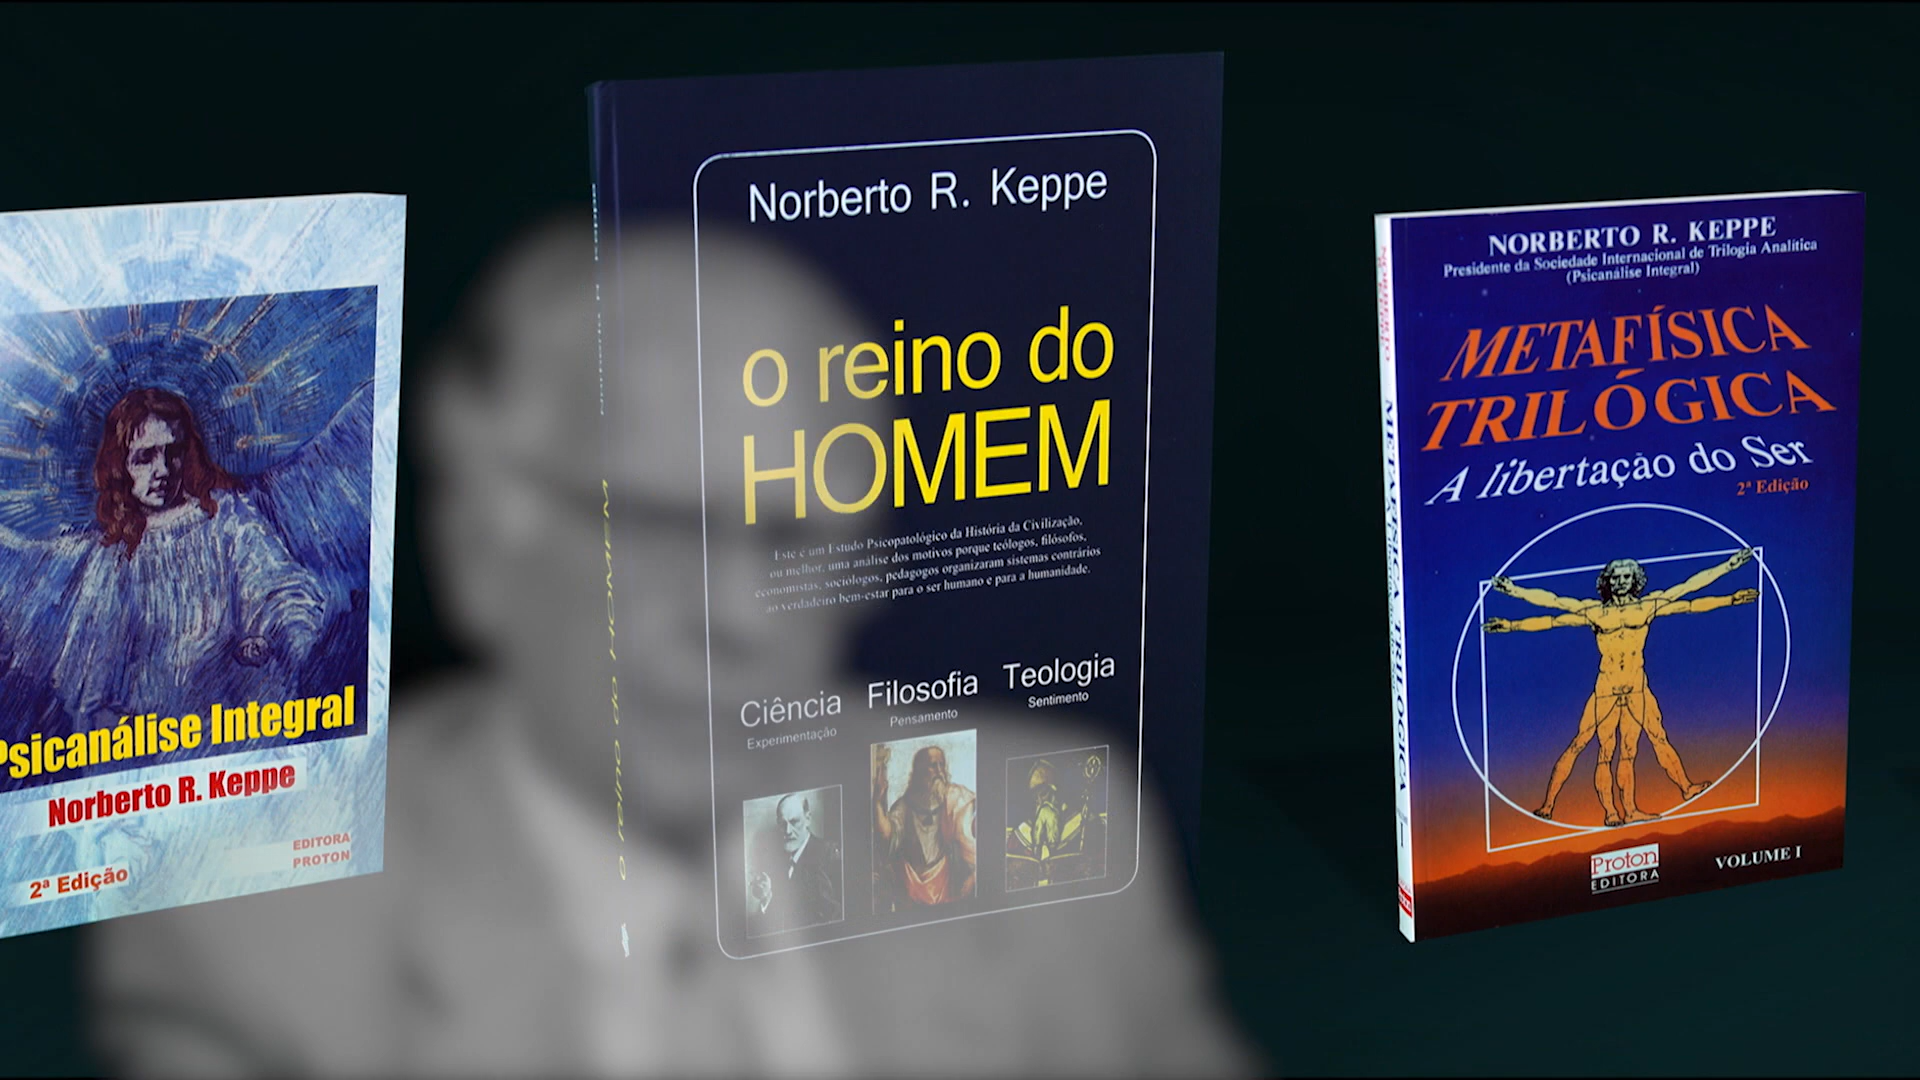 Psicanálise Integral
Norberto R. Keppe
EDITORA
PROTON
2ª Edição
Norberto R. Keppe
o reino do HOMEM
Norberto R. Keppe
o reino do
HOMEM
Este é um Estudo Psicopatológico da História da Civilização,
ou melhor, uma análise dos motivos porque teólogos, filósofos,
economistas, sociólogos, pedagogos organizaram sistemas contrários
ao verdadeiro bem-estar para o ser humano e para a humanidade.
Ciência
Experimentação
Filosofia
Pensamento
Teologia
Sentimento
METAFÍSICA TRILÓGICA
NORBERTO R. KEPPE
Presidente da Sociedade Internacional de Trilogia Analítica
(Psicanálise Integral)
METAFÍSICA
TRILÓGICA
A libertação do Ser
2ª Edição
Proton
EDITORA
VOLUME I